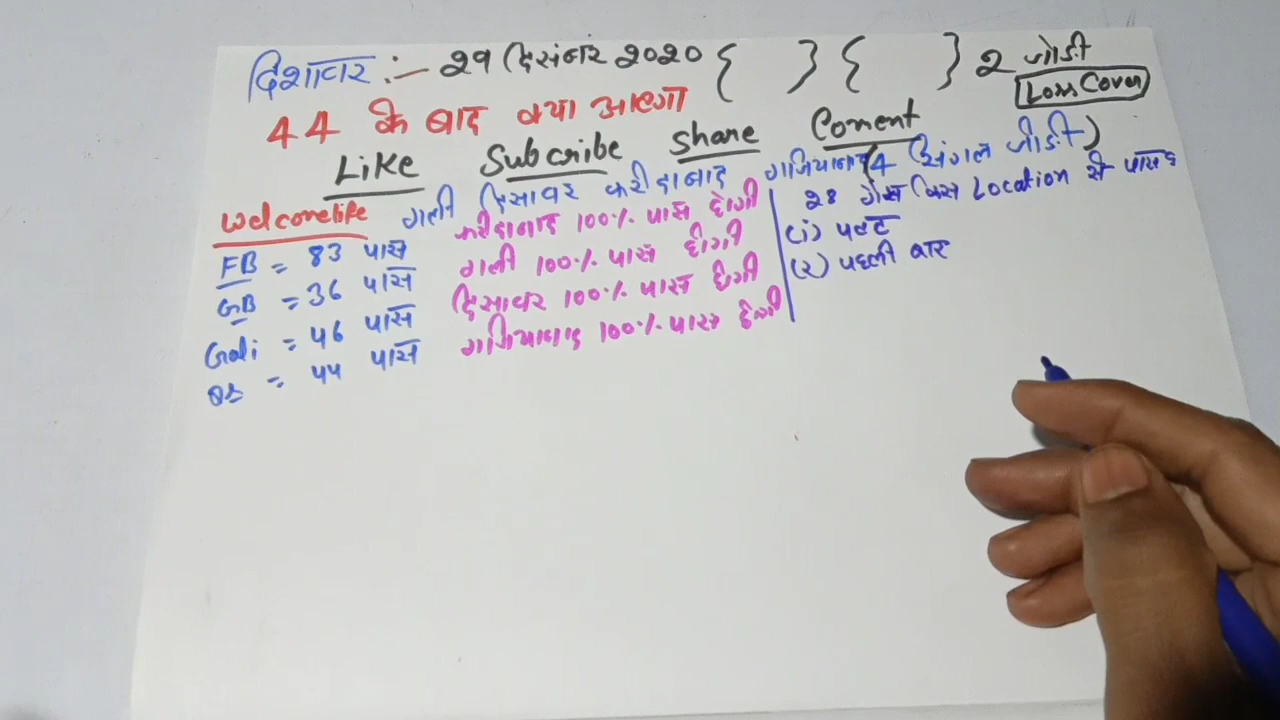 दिशावर :- 29 दिसंबर 2020 { } { } 2 जोडी
Loss Cover
44 के बाद क्या आएगा
Like Subcribe Share Coment
गली दिसावर फरीदाबाद गाजियाबाद (4 सिंगल जोडी)
Welcomelife
FB = 83 पास
GB = 36 पास
Gali = 46 पास
DS = 44 पास
फरीदाबाद 100% पास होगी
गली 100% पास होगी
दिसावर 100% पास होगी
गाजियाबाद 100% पास होगी
28 गेस किस Location से पास
(1) पलट
(2) पहली बार